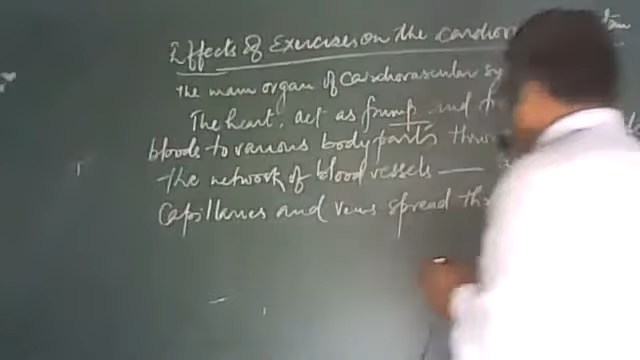 Effects of Exercises on the Cardiov
The main organ of Cardiovascular sy
The heart, act as pump and
bloods to various body parts thro
the network of blood vessels —
Capillaries and veins spread th